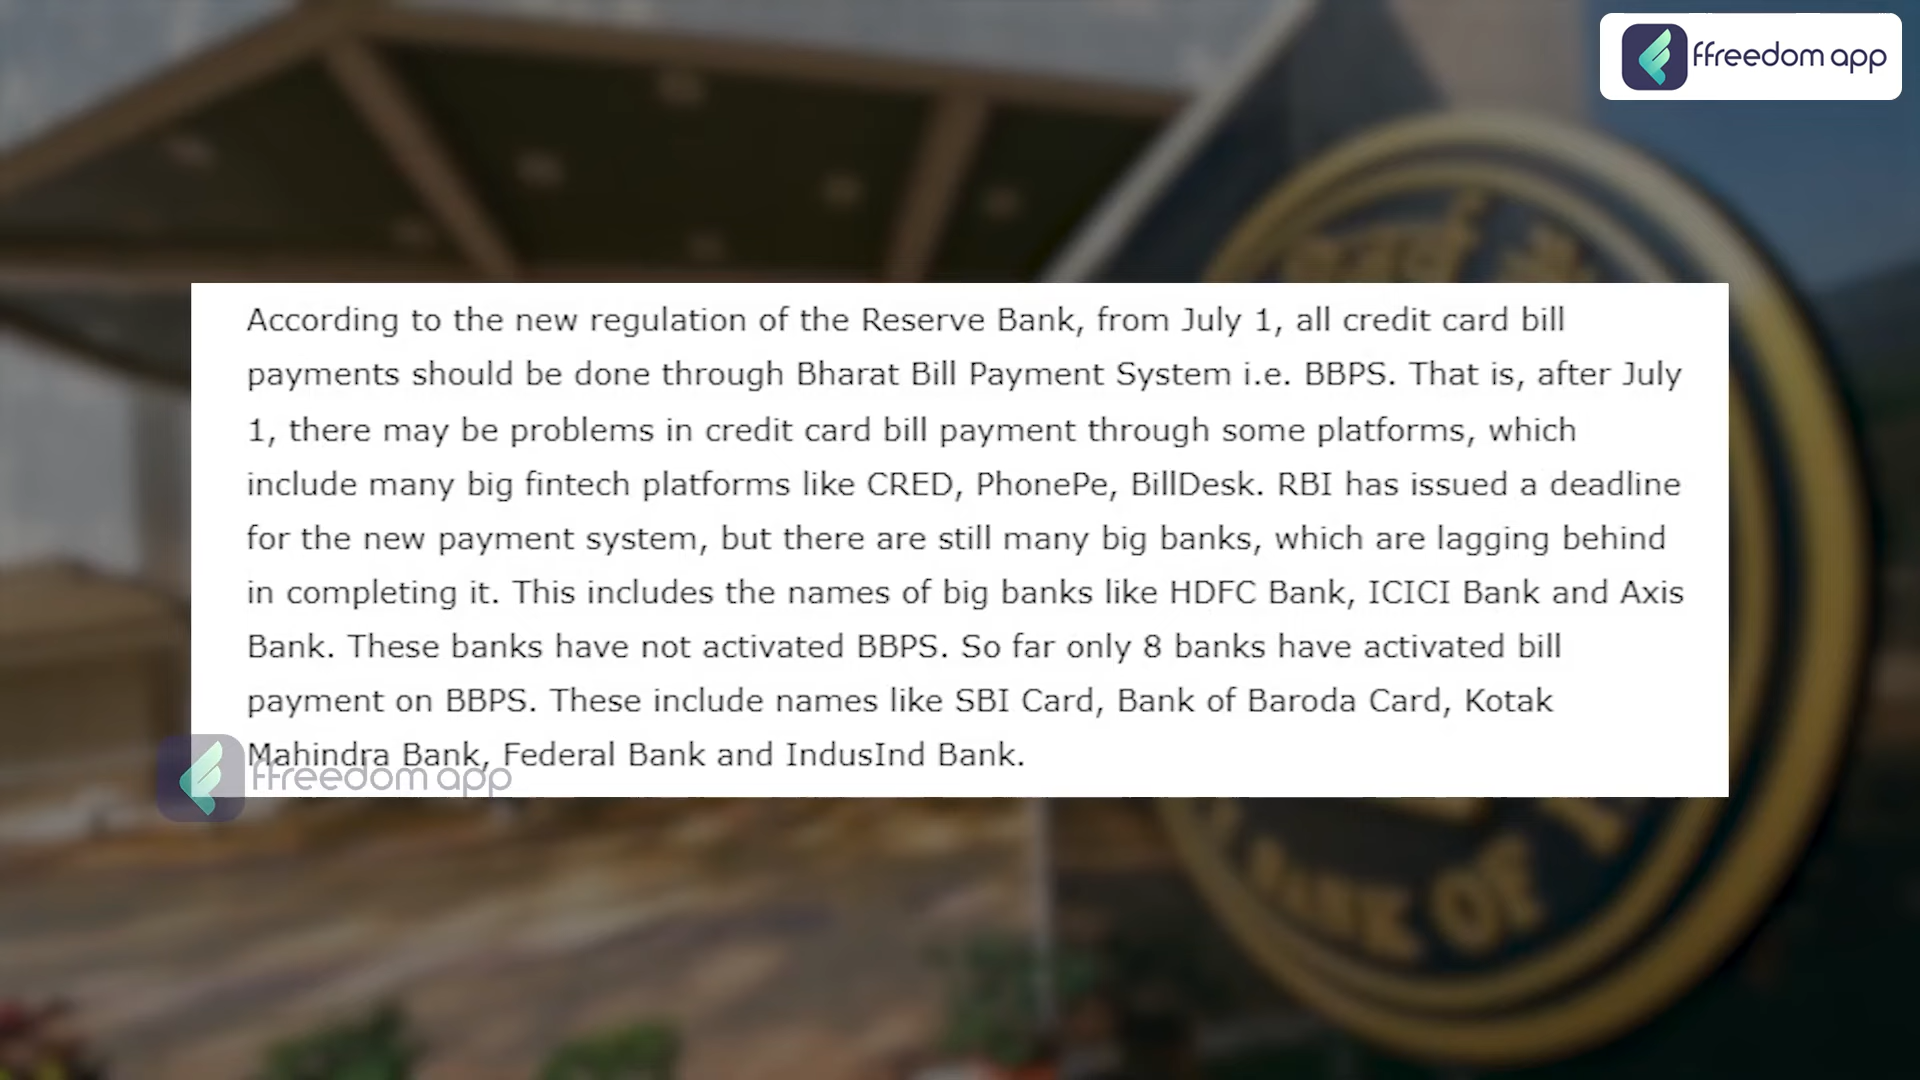 ffreedom app
According to the new regulation of the Reserve Bank, from July 1, all credit card bill
payments should be done through Bharat Bill Payment System i.e. BBPS. That is, after July
1, there may be problems in credit card bill payment through some platforms, which
include many big fintech platforms like CRED, PhonePe, BillDesk. RBI has issued a deadline
for the new payment system, but there are still many big banks, which are lagging behind
in completing it. This includes the names of big banks like HDFC Bank, ICICI Bank and Axis
Bank. These banks have not activated BBPS. So far only 8 banks have activated bill
payment on BBPS. These include names like SBI Card, Bank of Baroda Card, Kotak
Mahindra Bank, Federal Bank and IndusInd Bank.
ffreedom app
BANK OF